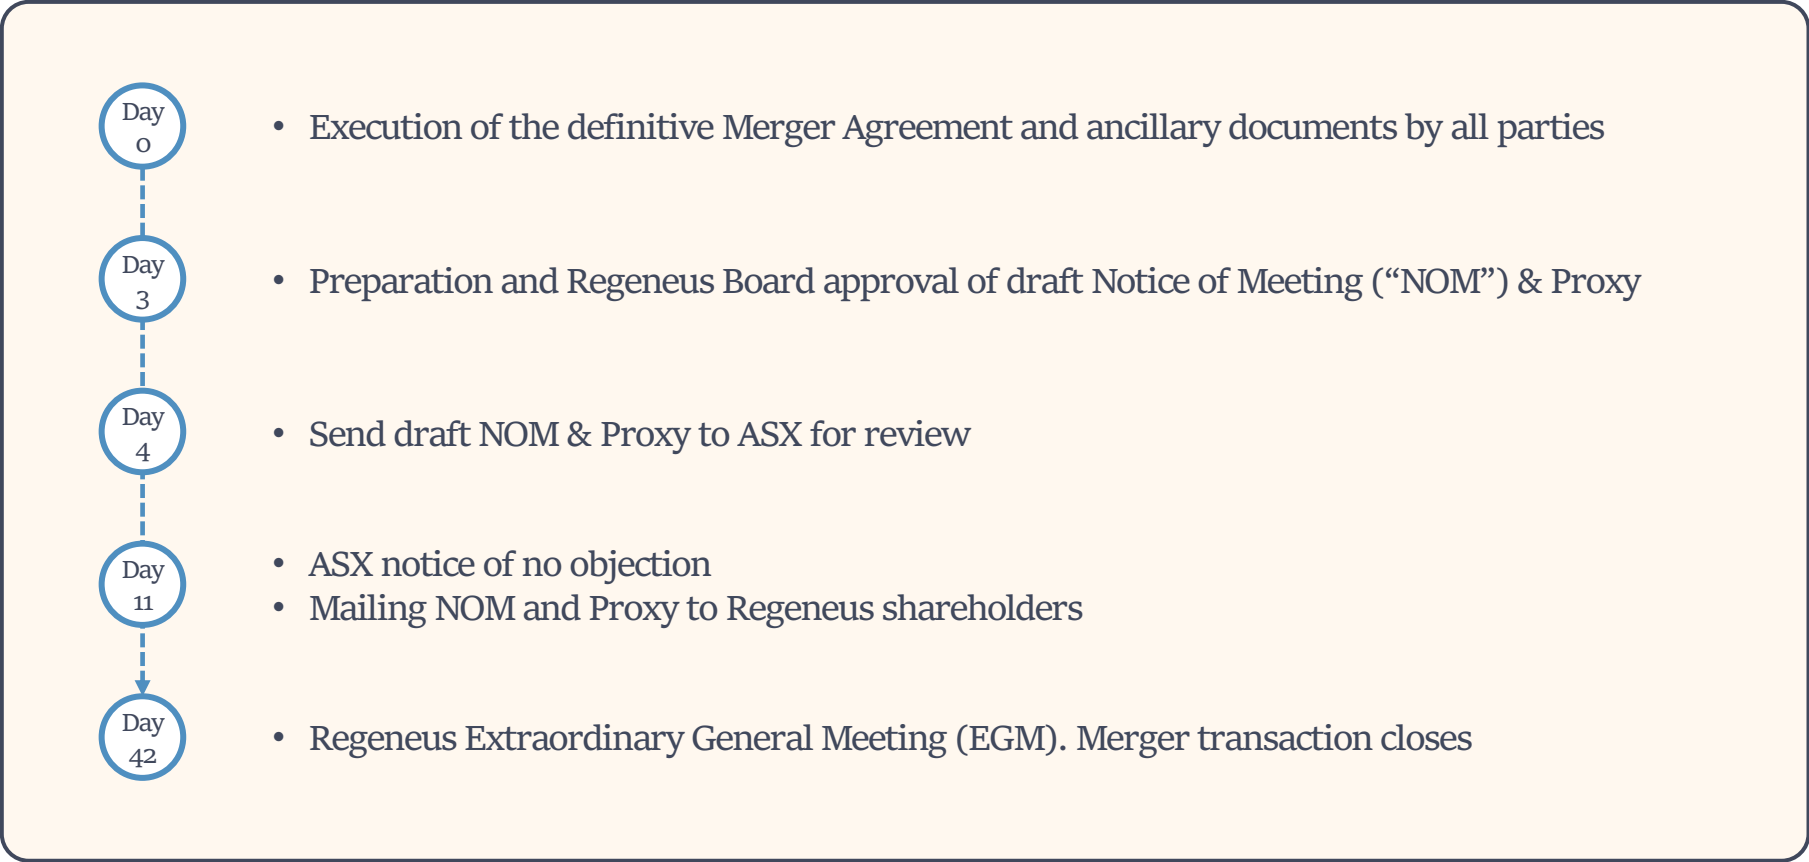 Day
0
• Execution of the definitive Merger Agreement and ancillary documents by all parties
Day
3
• Preparation and Regeneus Board approval of draft Notice of Meeting (“NOM”) & Proxy
Day
4
• Send draft NOM & Proxy to ASX for review
Day
11
• ASX notice of no objection
• Mailing NOM and Proxy to Regeneus shareholders
Day
42
• Regeneus Extraordinary General Meeting (EGM). Merger transaction closes